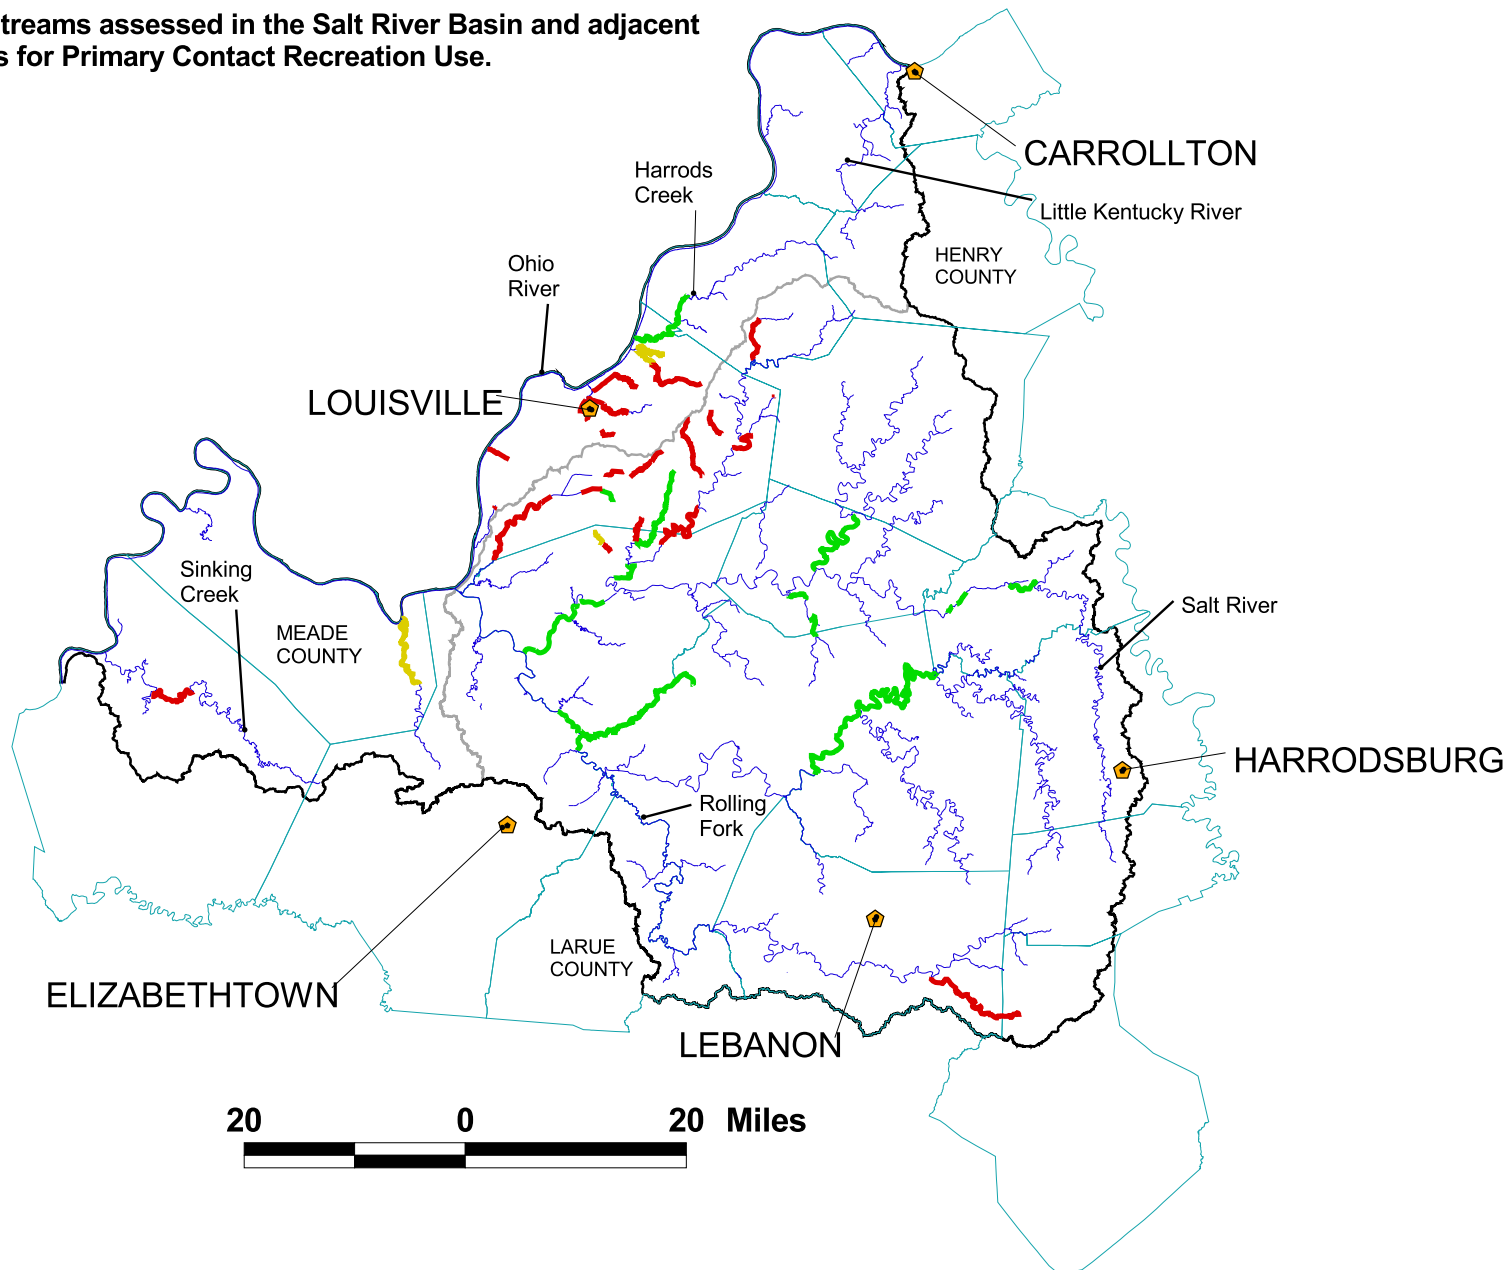 treams assessed in the Salt River Basin and adjacent
s for Primary Contact Recreation Use.
CARROLLTON
Harrods
Creek
Little Kentucky River
HENRY
COUNTY
Ohio
River
LOUISVILLE
Sinking
Creek
MEADE
COUNTY
Salt River
HARRODSBURG
Rolling
Fork
LARUE
COUNTY
ELIZABETHTOWN
LEBANON
20 0 20 Miles